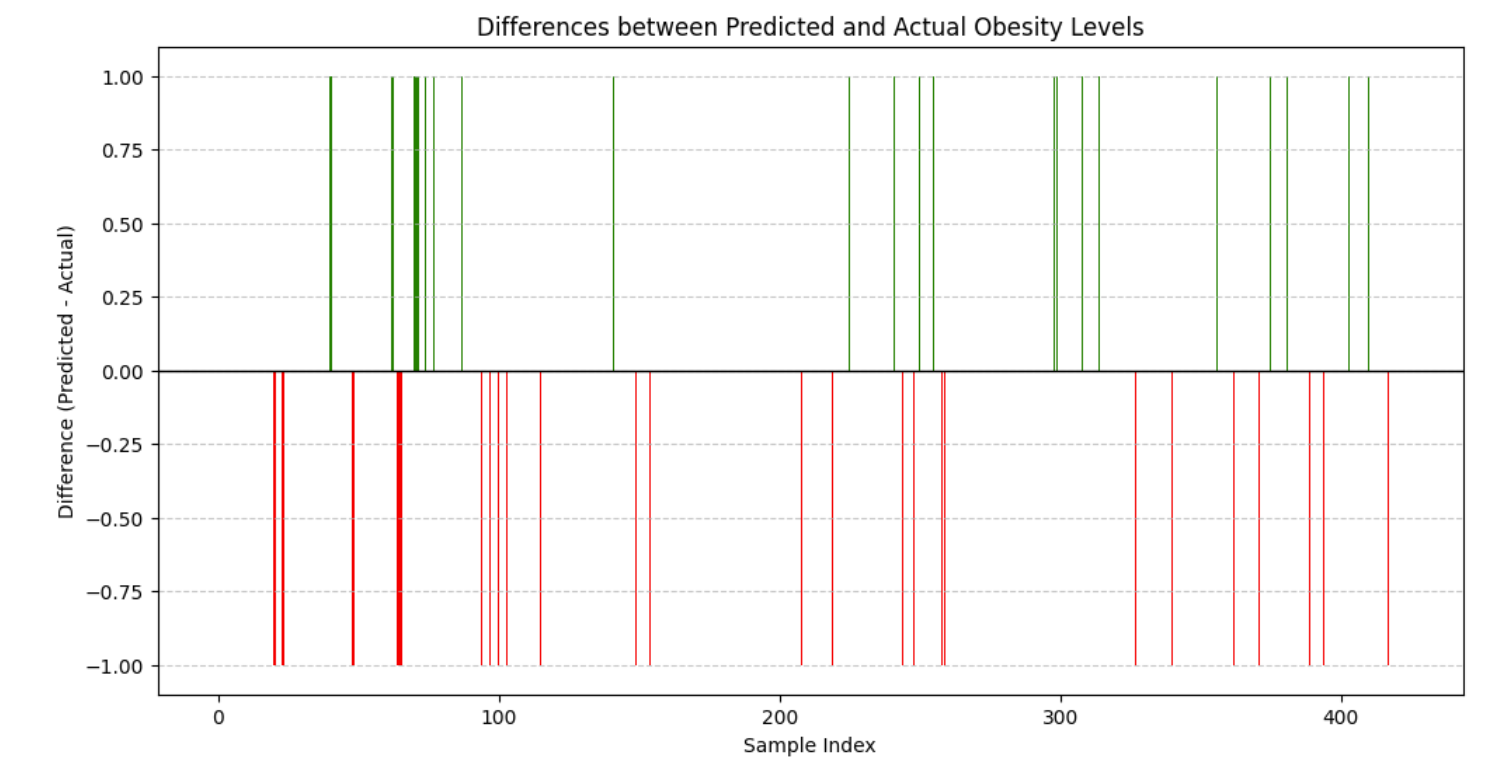 Differences between Predicted and Actual Obesity Levels
Difference (Predicted - Actual)
1.00
0.75
0.50
0.25
0.00
−0.25
−0.50
−0.75
−1.00
0 100 200 300 400
Sample Index